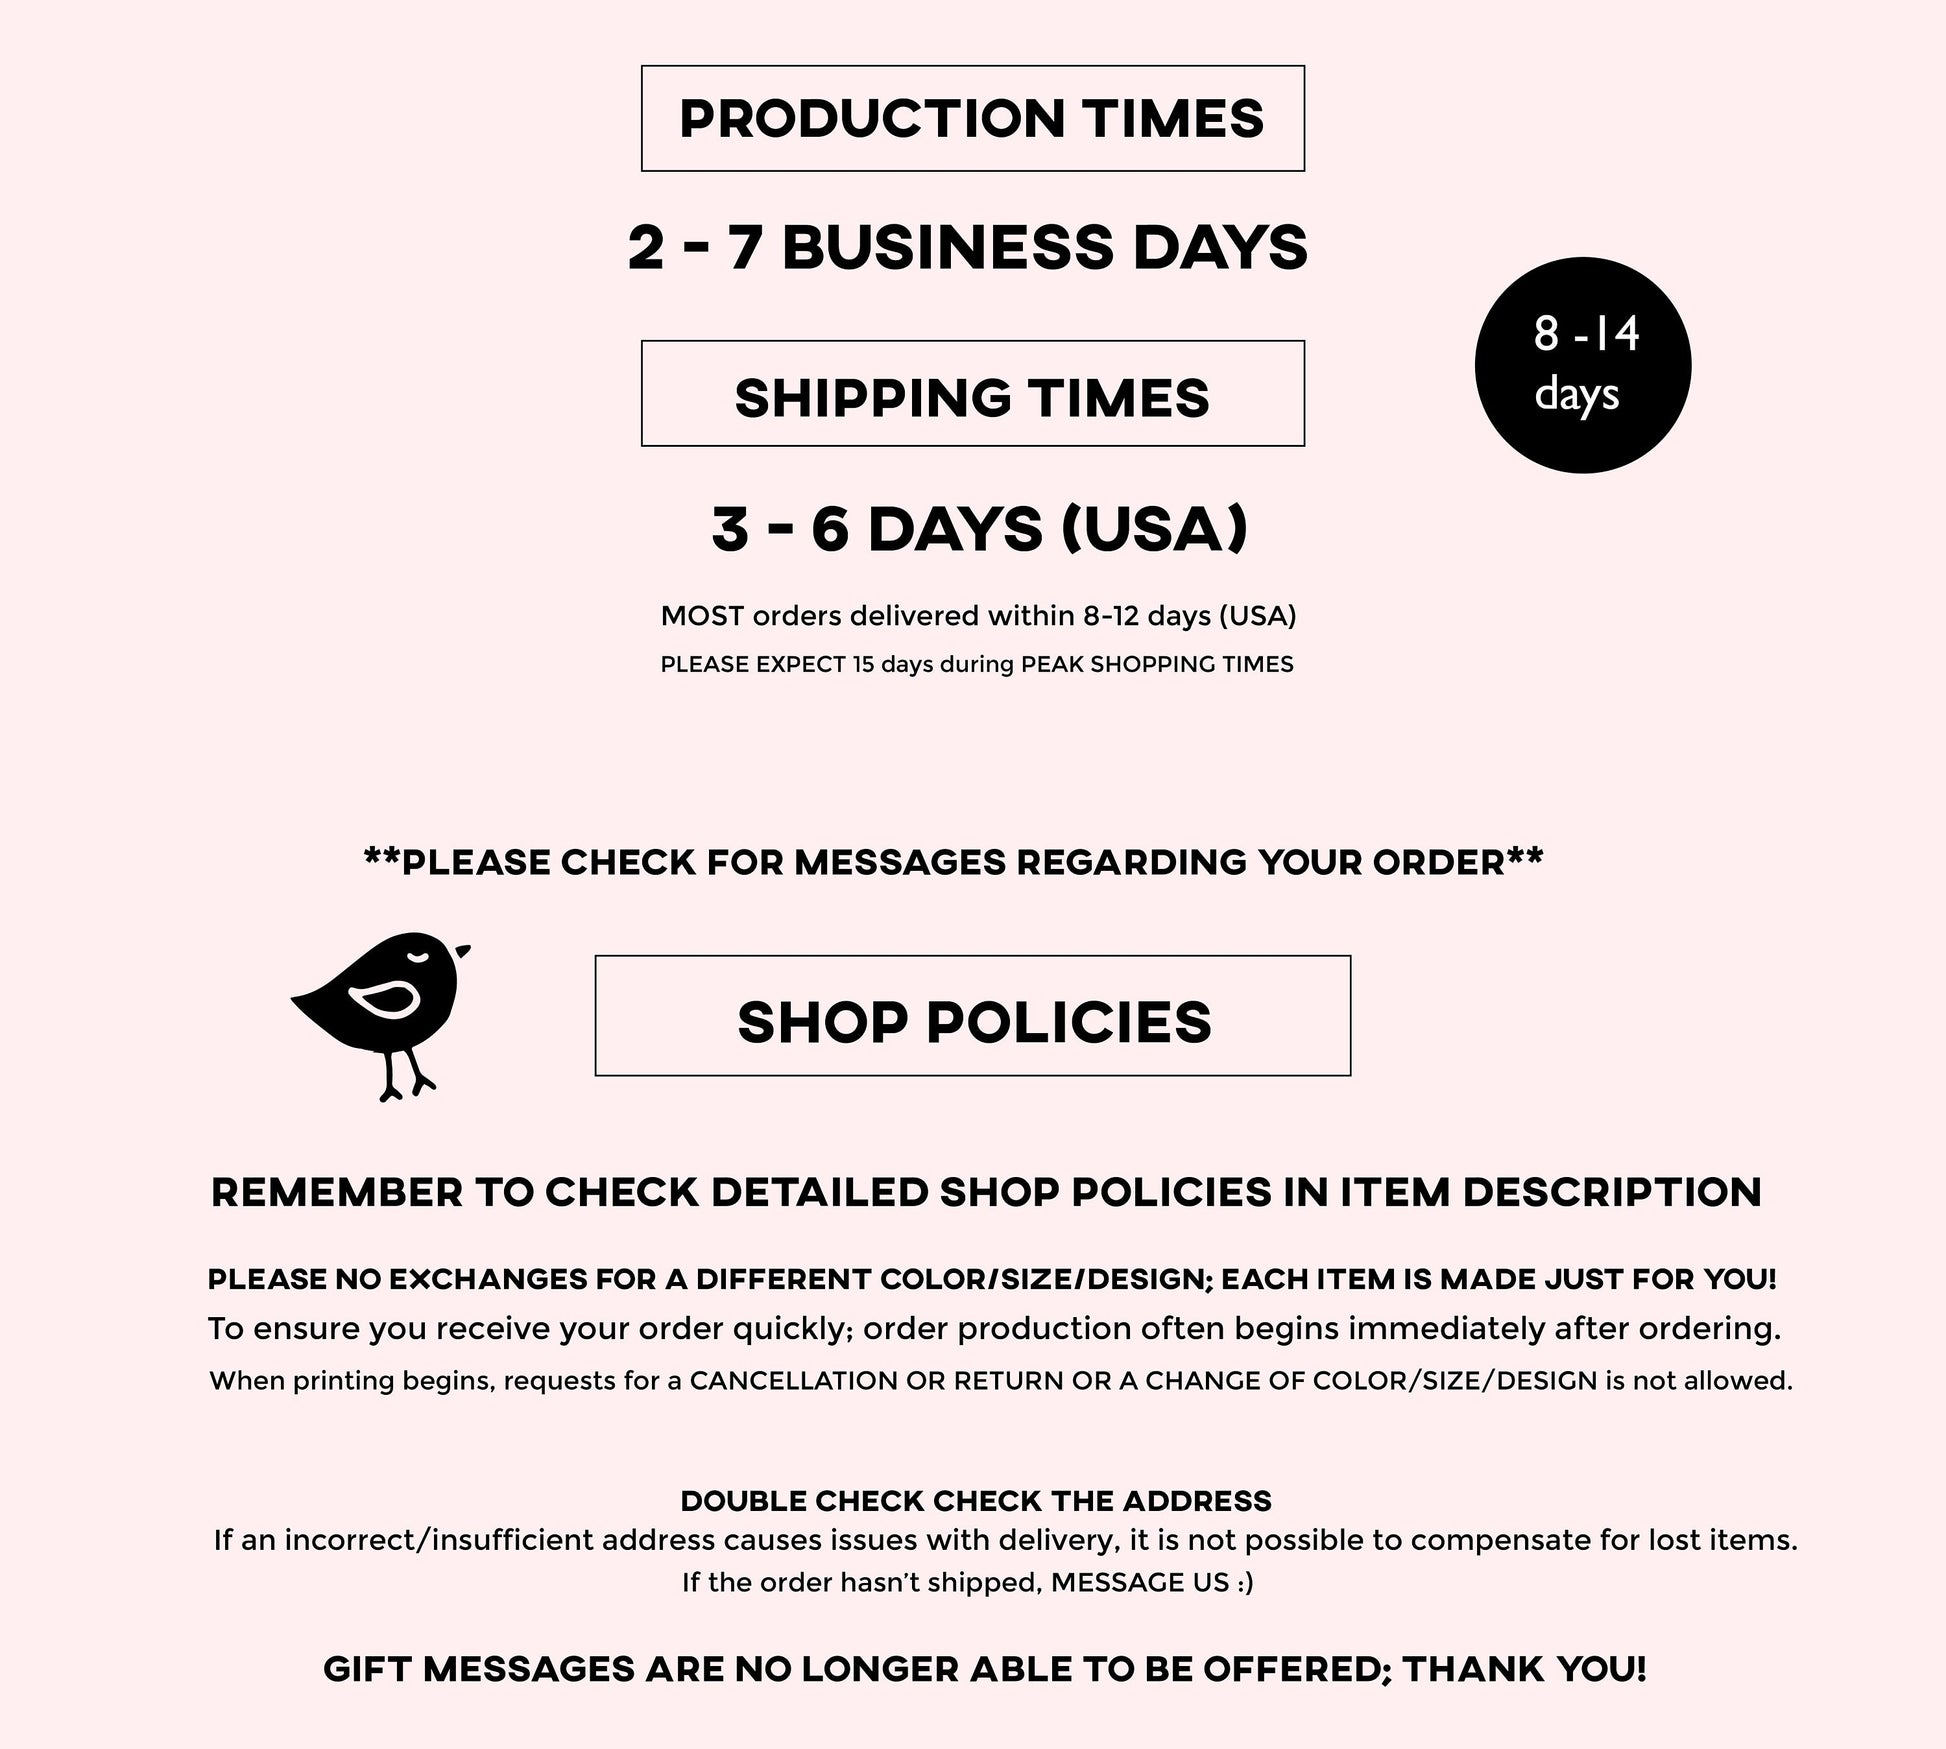 PRODUCTION TIMES
2 - 7 BUSINESS DAYS
8 -14
days
SHIPPING TIMES
3 - 6 DAYS (USA)
MOST orders delivered within 8-12 days (USA)
PLEASE EXPECT 15 days during PEAK SHOPPING TIMES
**PLEASE CHECK FOR MESSAGES REGARDING YOUR ORDER**
SHOP POLICIES
REMEMBER TO CHECK DETAILED SHOP POLICIES IN ITEM DESCRIPTION
PLEASE NO EXCHANGES FOR A DIFFERENT COLOR/SIZE/DESIGN; EACH ITEM IS MADE JUST FOR YOU!
To ensure you receive your order quickly; order production often begins immediately after ordering.
When printing begins, requests for a CANCELLATION OR RETURN OR A CHANGE OF COLOR/SIZE/DESIGN is not allowed.
DOUBLE CHECK CHECK THE ADDRESS
If an incorrect/insufficient address causes issues with delivery, it is not possible to compensate for lost items.
If the order hasn’t shipped, MESSAGE US :)
GIFT MESSAGES ARE NO LONGER ABLE TO BE OFFERED; THANK YOU!